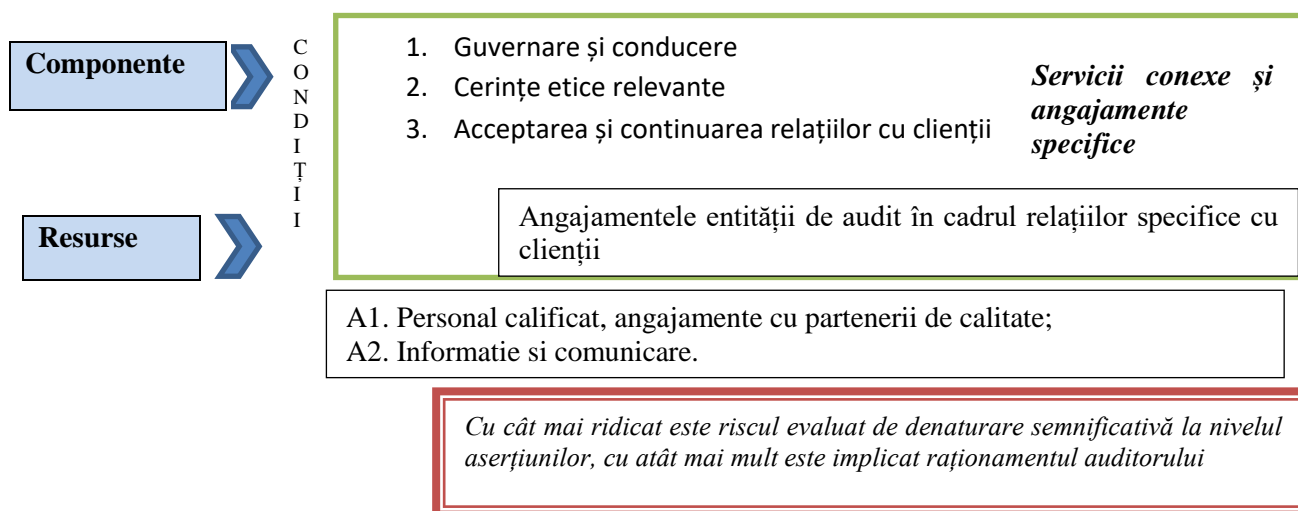 Componente
Resurse
C
O
N
D
I
Ț
I
I
1. Guvernare și conducere
2. Cerințe etice relevante
3. Acceptarea și continuarea relațiilor cu clienții
Servicii conexe și
angajamente
specifice
Angajamentele entității de audit în cadrul relațiilor specifice cu
clienții
A1. Personal calificat, angajamente cu partenerii de calitate;
A2. Informatie si comunicare.
Cu cât mai ridicat este riscul evaluat de denaturare semnificativă la nivelul
aserțiunilor, cu atât mai mult este implicat raționamentul auditorului